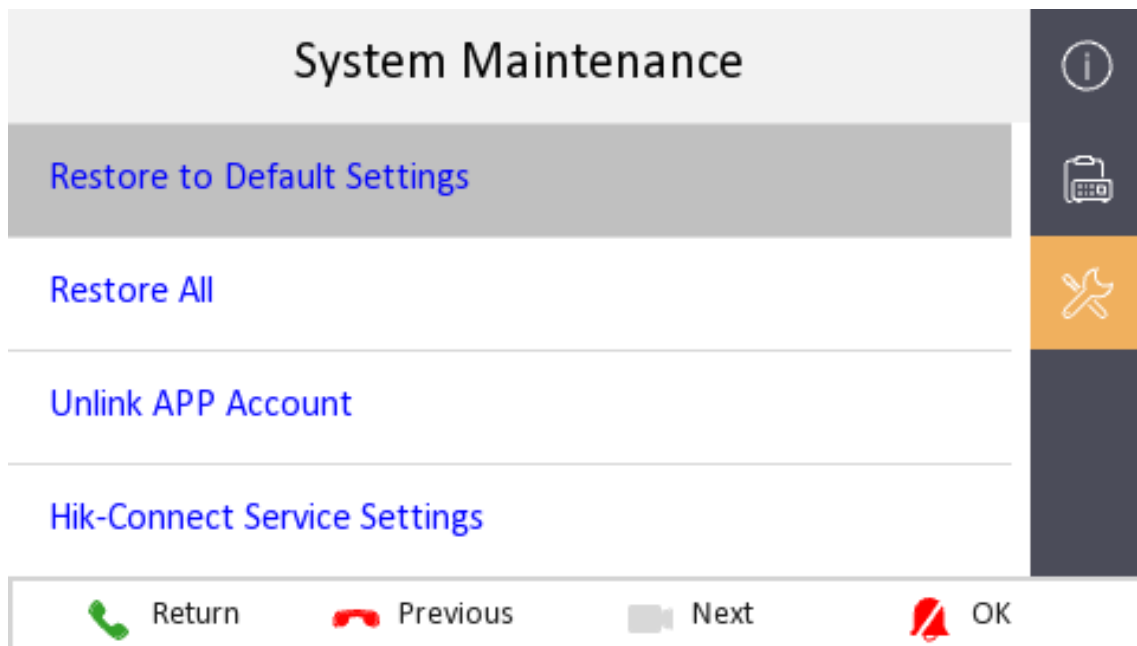 System Maintenance
Restore to Default Settings
Restore All
Unlink APP Account
Hik-Connect Service Settings
Return Previous Next OK